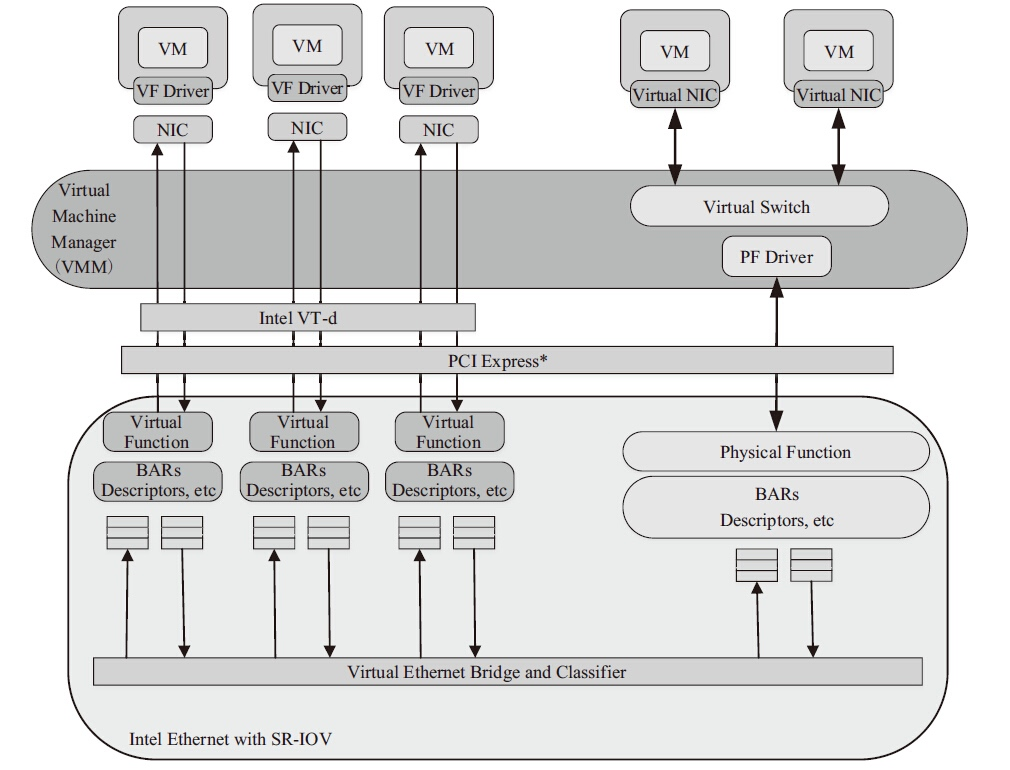 VM
VM
VM
VM
VM
VF Driver
VF Driver
VF Driver
Virtual NIC
Virtual NIC
NIC
NIC
NIC
Virtual
Machine
Manager
（VMM）
Virtual Switch
PF Driver
Intel VT-d
PCI Express*
Virtual
Function
Virtual
Function
Virtual
Function
Physical Function
BARs
Descriptors, etc
BARs
Descriptors, etc
BARs
Descriptors, etc
BARs
Descriptors, etc
Virtual Ethernet Bridge and Classifier
Intel Ethernet with SR-IOV